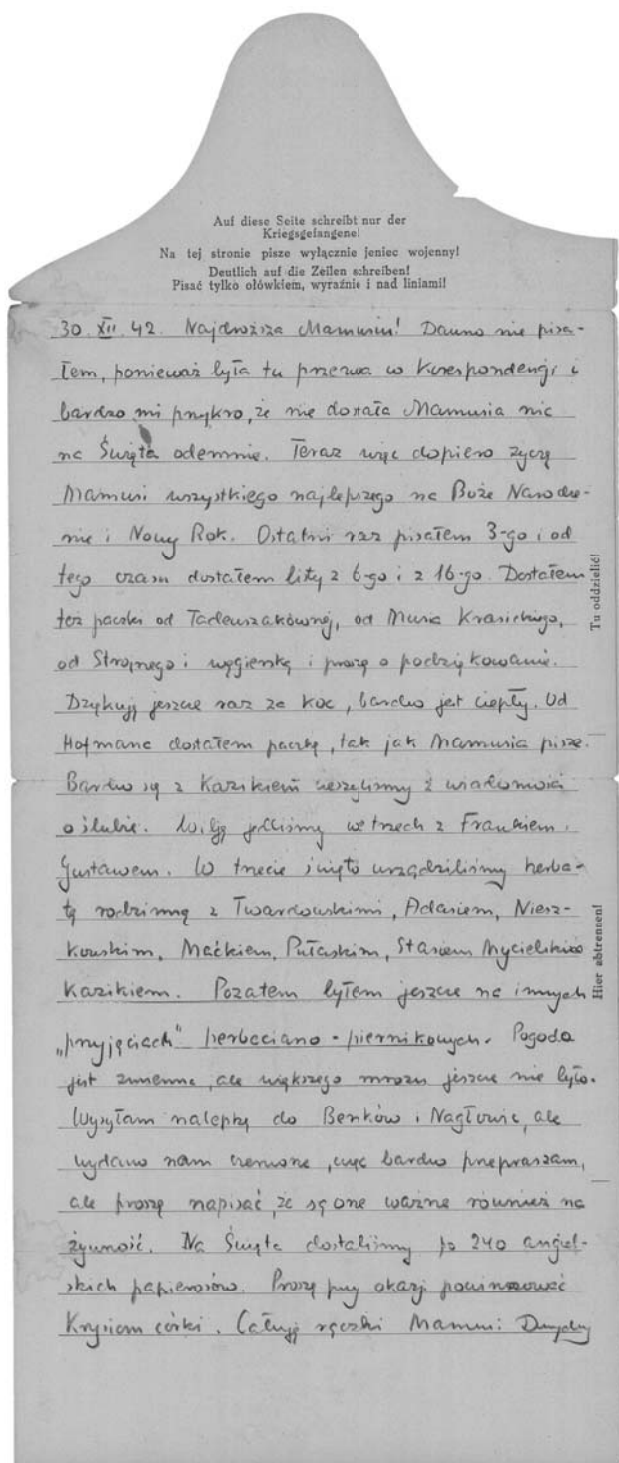 Auf diese Seite schreibt nur der
Kriegsgefangene!
Na tej stronie pisze wyłącznie jeniec wojenny!
Deutlich auf die Zeilen schreiben!
Pisać tylko ołówkiem, wyraźnie i nad liniami!
30.XII.42. Najdroższa Mamusiu! Dawno nie pisa-
łem, ponieważ była tu przerwa w korespondencji i
bardzo mi przykro, że nie dostała Mamusia nic
na Święta odemnie. Teraz więc dopiero życzę
Mamusi wszystkiego najlepszego na Boże Narodze-
nie i Nowy Rok. Ostatni raz pisałem 3-go i od
tego czasu dostałem listy z 6-go i z 16-go. Dostałem
też paczki od Tadeuszakównej, od Musia Krasickiego,
od Strojnego i węgierską i proszę o podziękowanie.
Dziękuję jeszcze raz za koc, bardzo jest ciepły. Od
Hofmana dostałem paczkę, tak jak Mamusia pisze.
Bardzo się z Kazikiem ucieszyliśmy z wiadomości
o ślubie. Wilję jedliśmy we trzech z Frankiem i
Gustawem. W trzecie święto urządziliśmy herba-
tę rodzinną z Twardowskimi, Adasiem, Niesz-
kowskim, Maćkiem, Pułaskim, Stasiem Mycielskim
Kazikiem. Pozatem byłem jeszcze na innych
„przyjęciach" herbaciano-piernikowych. Pogoda
jest zmienna, ale większego mrozu jeszcze nie było.
Wysyłam nalepkę do Benków i Nagłowic, ale
wydano nam czerwone, więc bardzo przepraszam,
ale proszę napisać, że są one ważne również na
żywność. Na Święta dostaliśmy po 240 angiel-
skich papierosów. Proszę przy okazji powinszować
Krysiom córki. Całuję rączki Mamusi
Tu oddzielić!
Hier abtrennen!